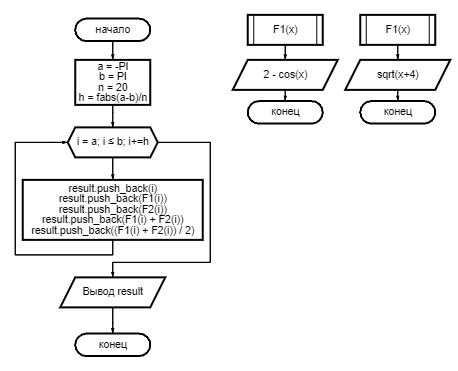 начало
a = -PI
b = PI
n = 20
h = fabs(a-b)/n
i = a; i ≤ b; i+=h
result.push_back(i)
result.push_back(F1(i))
result.push_back(F2(i))
result.push_back(F1(i) + F2(i))
result.push_back((F1(i) + F2(i)) / 2)
Вывод result
конец
F1(x)
2 - cos(x)
конец
F1(x)
sqrt(x+4)
конец